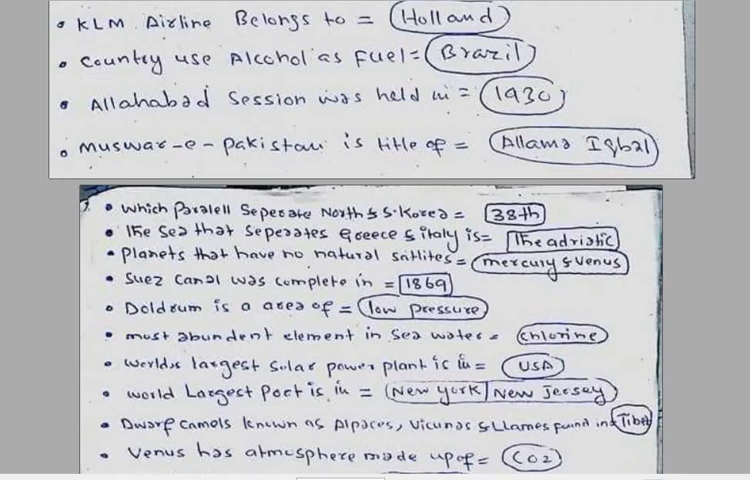 • KLM Airline Belongs to = Holland
• Country use Alcohol as Fuel = Brazil
• Allahabad Session was held in = 1930
• Muswar-e-Pakistan is title of = Allama Iqbal
• Which Paralell Seperate North & S.Korea = 38th
• The Sea that Seperates Greece & italy is = The adriatic
• Planets that have no natural satlites = mercury & Venus
• Suez Canal was complete in = 1869
• Doldrum is a area of = low pressure
• most abundent element in Sea water = Chlorine
• Worlds largest Solar power plant is in = USA
• World Largest Port is in = New York | New Jersey
• Dwarf Camels known as Alpaces, Vicunas & Llames found in = Tibet
• Venus has atmosphere made up of = CO2